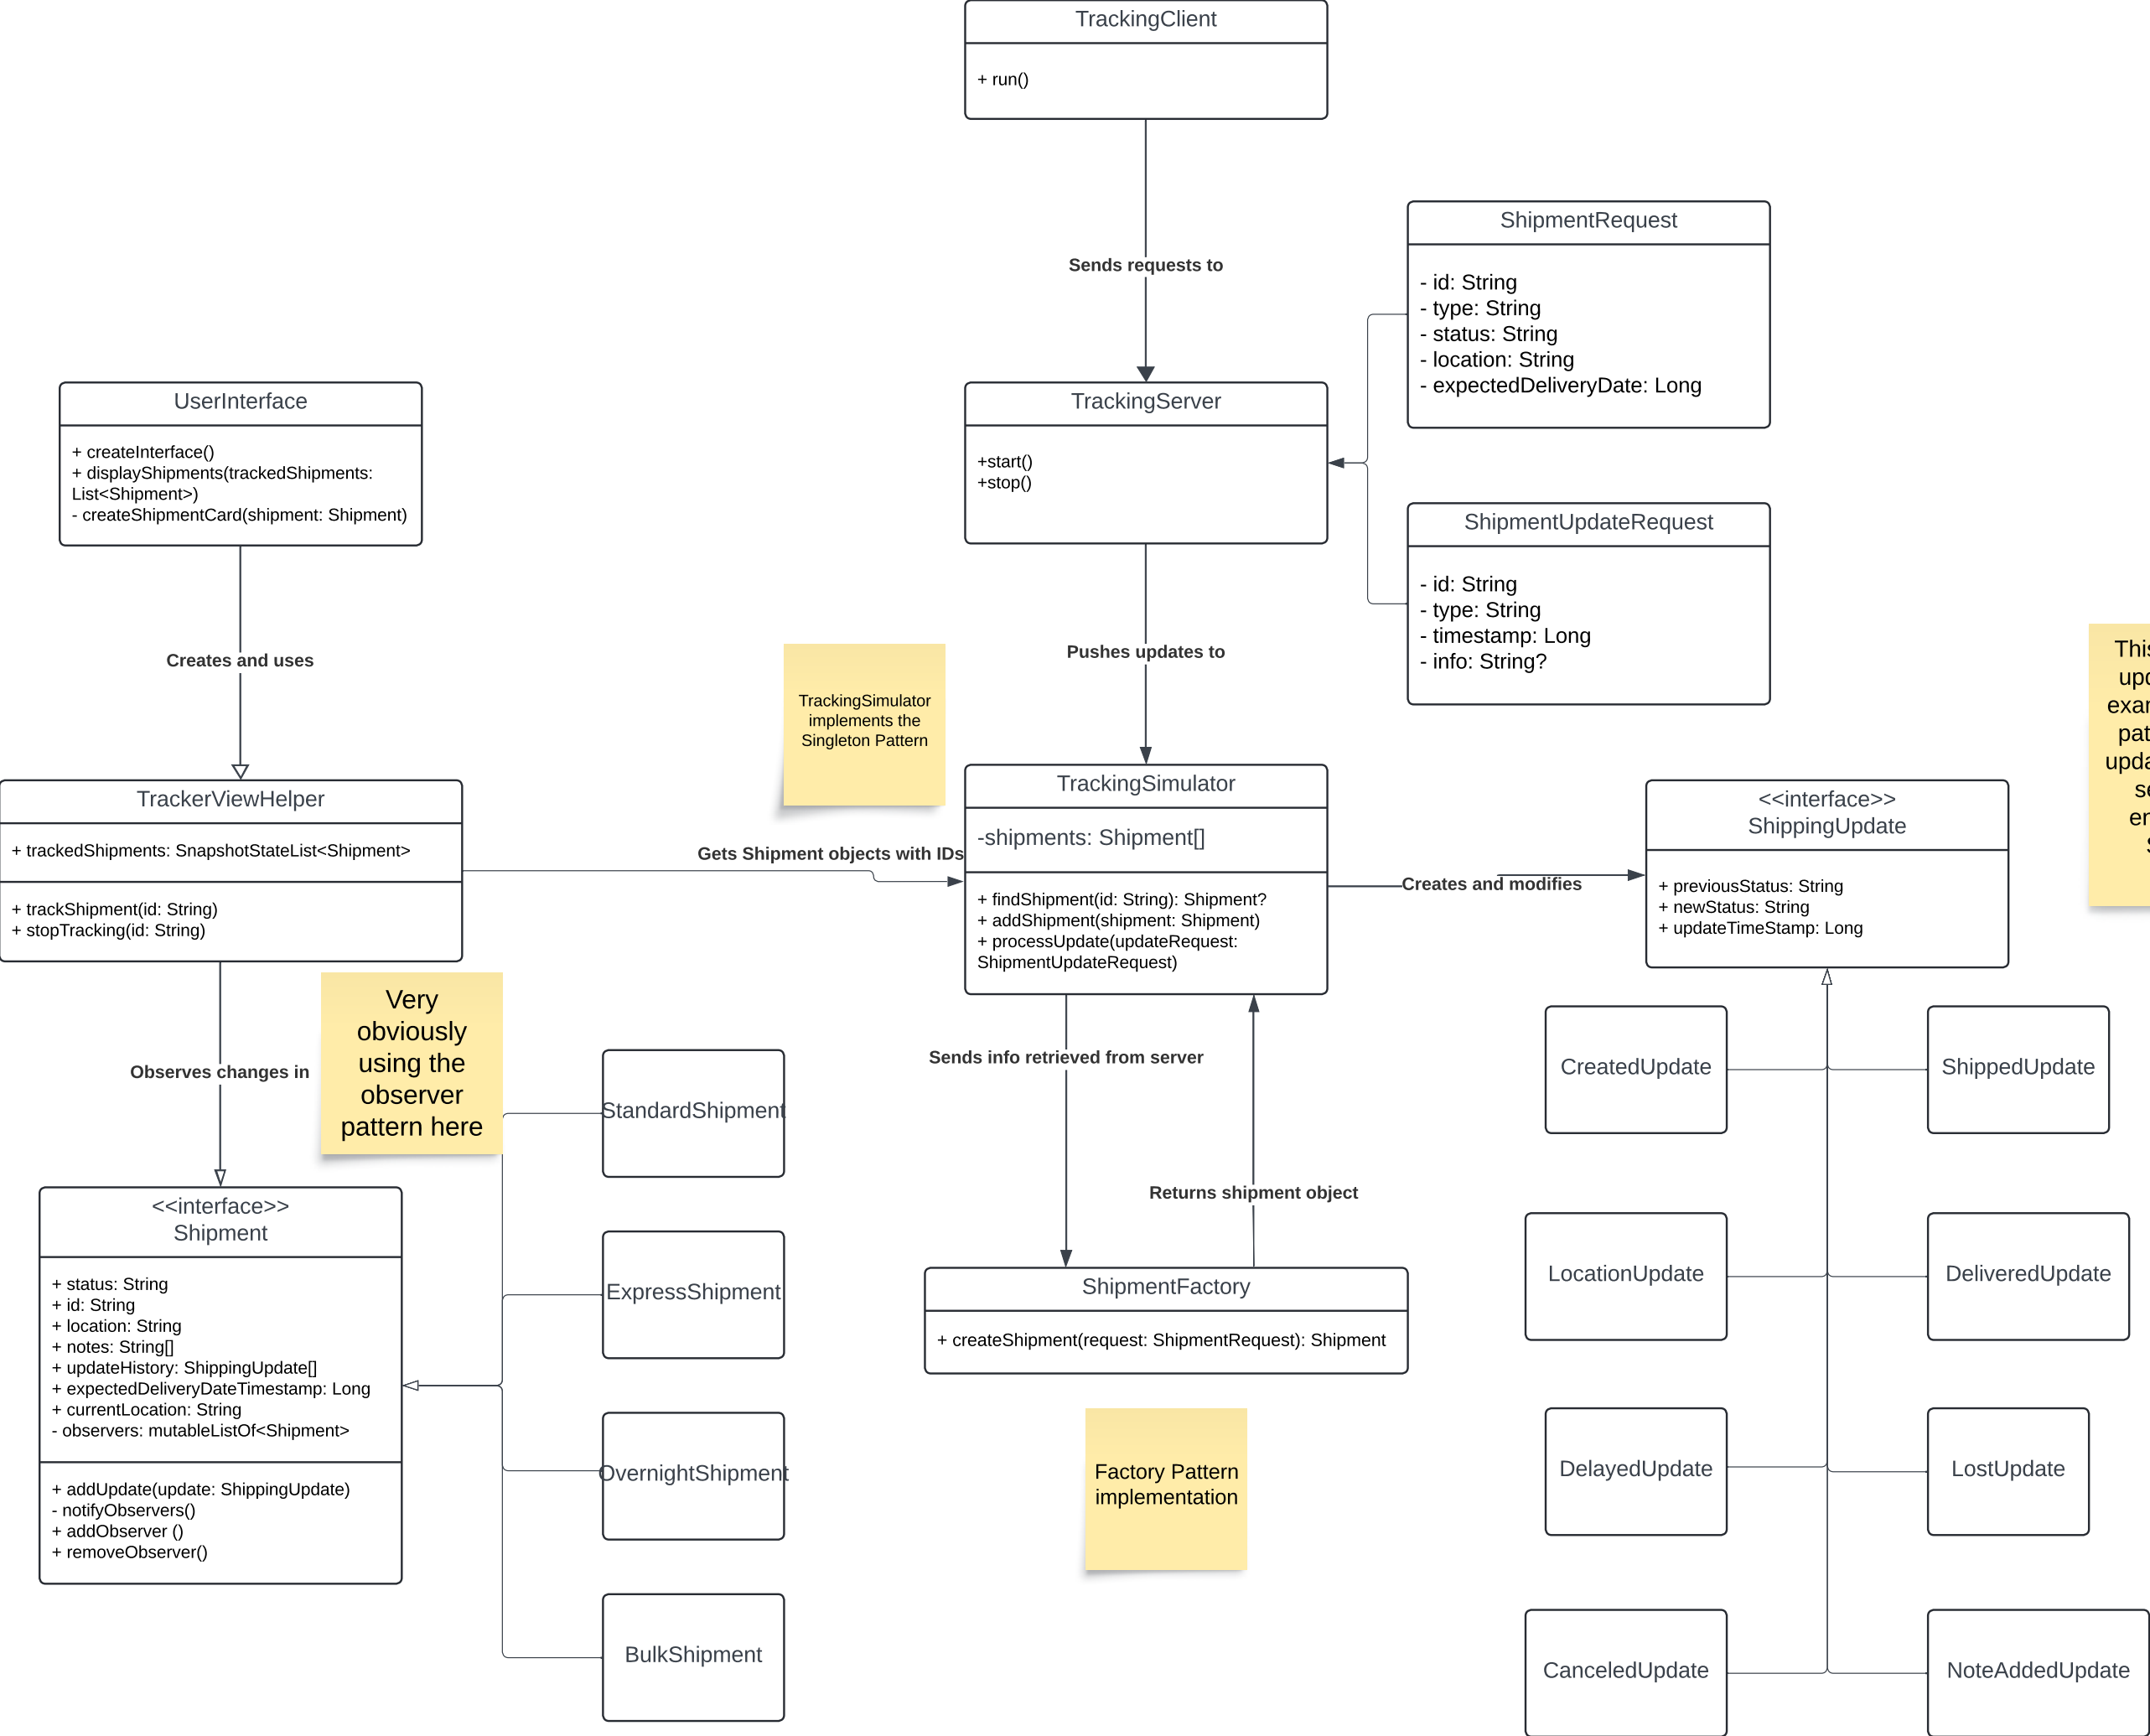 TrackingClient
+ run()
Sends requests to
ShipmentRequest
- id: String
- type: String
- status: String
- location: String
- expectedDeliveryDate: Long
UserInterface
+ createInterface()
+ displayShipments(trackedShipments:
List<Shipment>)
- createShipmentCard(shipment: Shipment)
TrackingServer
+start()
+stop()
ShipmentUpdateRequest
- id: String
- type: String
- timestamp: Long
- info: String?
Creates and uses
Pushes updates to
TrackingSimulator
implements the
Singleton Pattern
TrackerViewHelper
+ trackedShipments: SnapshotStateList<Shipment>
+ trackShipment(id: String)
+ stopTracking(id: String)
Gets Shipment objects with IDs
TrackingSimulator
-shipments: Shipment[]
+ findShipment(id: String): Shipment?
+ addShipment(shipment: Shipment)
+ processUpdate(updateRequest:
ShipmentUpdateRequest)
Creates and modifies
<<interface>>
ShippingUpdate
+ previousStatus: String
+ newStatus: String
+ updateTimeStamp: Long
Very
obviously
using the
observer
pattern here
Observes changes in
Sends info retrieved from server
Returns shipment object
<<interface>>
Shipment
+ status: String
+ id: String
+ location: String
+ notes: String[]
+ updateHistory: ShippingUpdate[]
+ expectedDeliveryDateTimestamp: Long
+ currentLocation: String
- observers: mutableListOf<Shipment>
+ addUpdate(update: ShippingUpdate)
- notifyObservers()
+ addObserver ()
+ removeObserver()
StandardShipment
ExpressShipment
OvernightShipment
BulkShipment
ShipmentFactory
+ createShipment(request: ShipmentRequest): Shipment
Factory Pattern
implementation
CreatedUpdate
ShippedUpdate
LocationUpdate
DeliveredUpdate
DelayedUpdate
LostUpdate
CanceledUpdate
NoteAddedUpdate